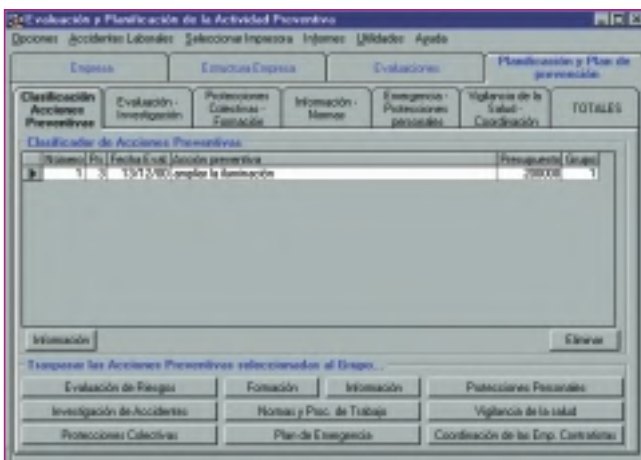 Evaluación y Planificación de la Actividad Preventiva
Opciones Accidentes Laborales Seleccionar Impresora Informes Utilidades Ayuda
Empresa Estructura Empresa Evaluaciones Planificación y Plan de prevención
Clasificación Acciones Preventivas
Evaluación - Investigación
Protecciones Colectivas - Formación
Información - Normas
Emergencia - Protecciones personales
Vigilancia de la Salud - Coordinación
TOTALES
Clasificador de Acciones Preventivas
Número Pri. Fecha Eval. Acción preventiva Presupuesto Grupo
1 3 13/12/00 ampliar la iluminación 200000 1
Información Eliminar
Traspasar las Acciones Preventivas seleccionadas al Grupo...
Evaluación de Riesgos Formación Información Protecciones Personales
Investigación de Accidentes Normas y Proc. de Trabajo Vigilancia de la salud
Protecciones Colectivas Plan de Emergencia Coordinación de las Emp. Contratistas